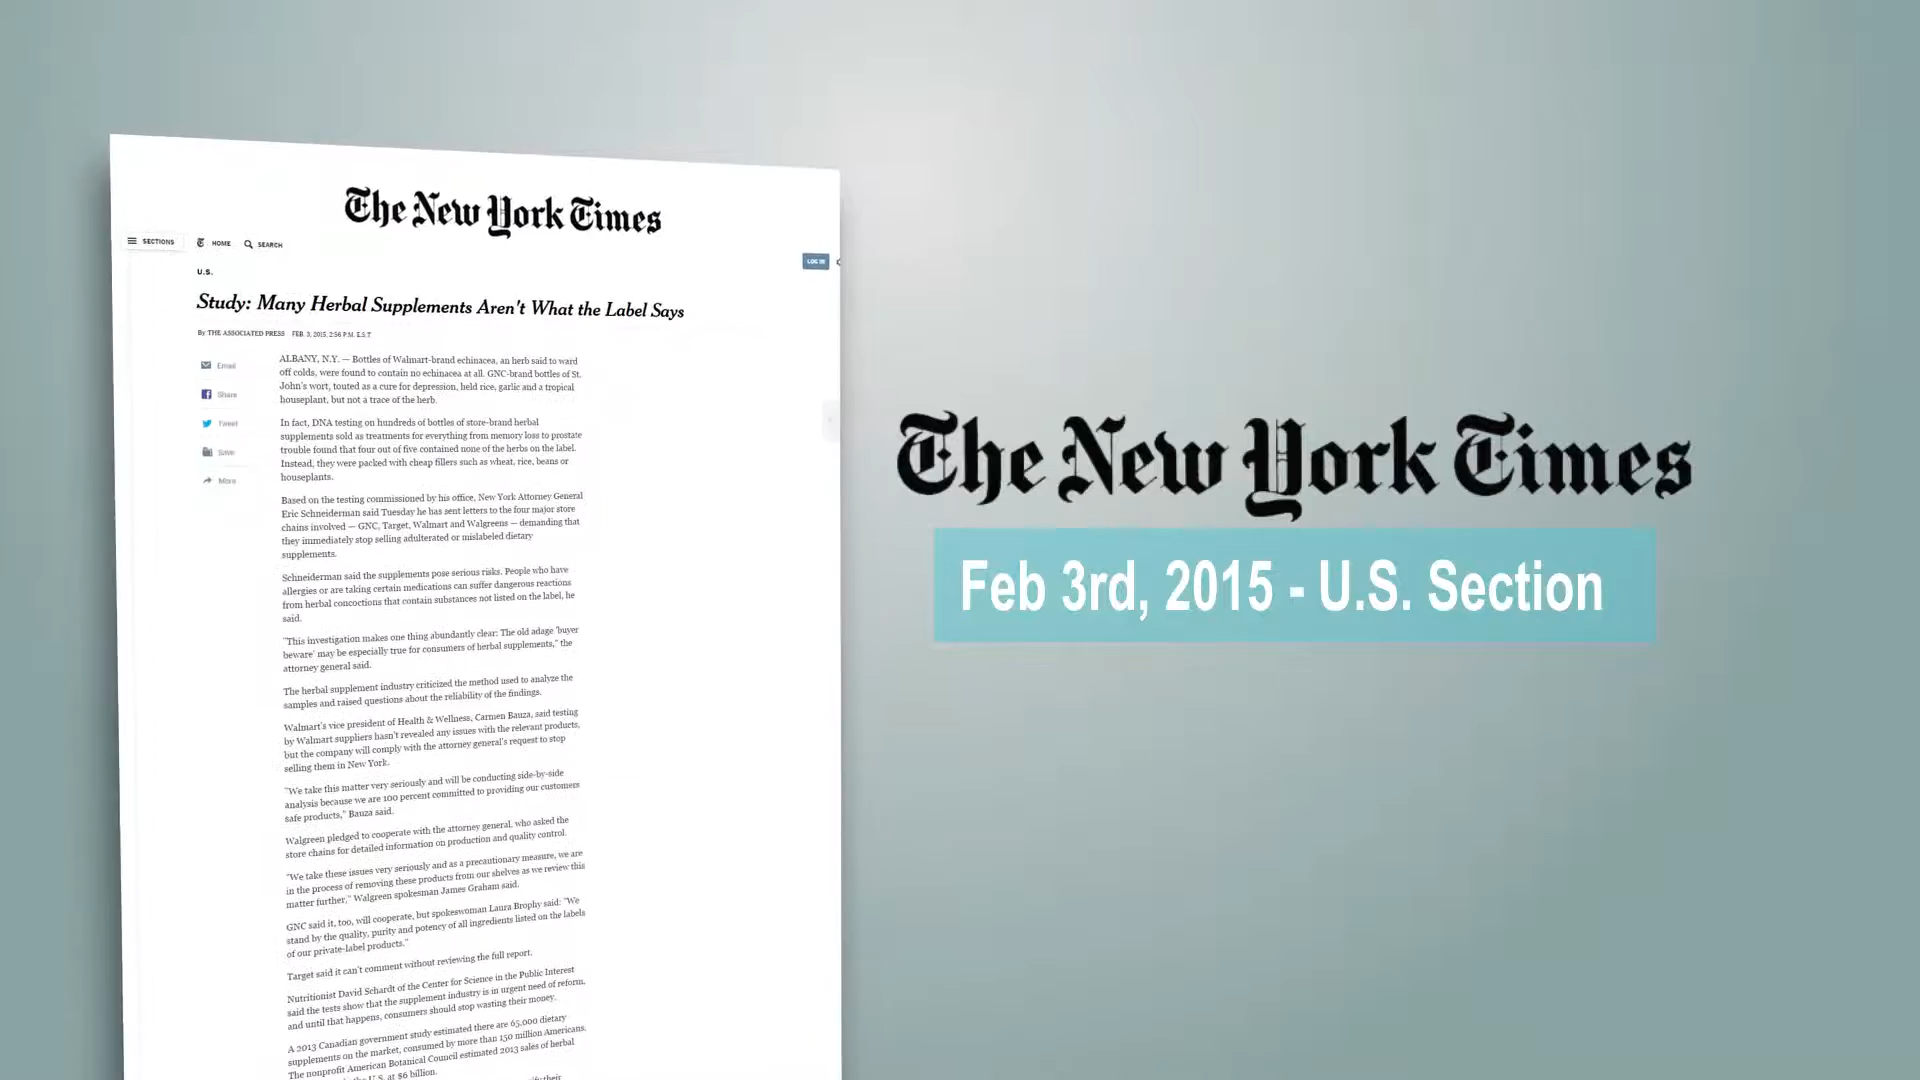 The New York Times
SECTIONS
HOME
SEARCH
LOG IN
U.S.
Study: Many Herbal Supplements Aren't What the Label Says
By THE ASSOCIATED PRESS FEB. 3, 2015, 2:56 P.M. E.S.T.
Email
Share
Tweet
Save
More
ALBANY, N.Y. — Bottles of Walmart-brand echinacea, an herb said to ward
off colds, were found to contain no echinacea at all. GNC-brand bottles of St.
John's wort, touted as a cure for depression, held rice, garlic and a tropical
houseplant, but not a trace of the herb.
In fact, DNA testing on hundreds of bottles of store-brand herbal
supplements sold as treatments for everything from memory loss to prostate
trouble found that four out of five contained none of the herbs on the label.
Instead, they were packed with cheap fillers such as wheat, rice, beans or
houseplants.
Based on the testing commissioned by his office, New York Attorney General
Eric Schneiderman said Tuesday he has sent letters to the four major store
chains involved — GNC, Target, Walmart and Walgreens — demanding that
they immediately stop selling adulterated or mislabeled dietary
supplements.
Schneiderman said the supplements pose serious risks. People who have
allergies or are taking certain medications can suffer dangerous reactions
from herbal concoctions that contain substances not listed on the label, he
said.
"This investigation makes one thing abundantly clear: The old adage 'buyer
beware' may be especially true for consumers of herbal supplements," the
attorney general said.
The herbal supplement industry criticized the method used to analyze the
samples and raised questions about the reliability of the findings.
Walmart's vice president of Health & Wellness, Carmen Bauza, said testing
by Walmart suppliers hasn't revealed any issues with the relevant products,
but the company will comply with the attorney general's request to stop
selling them in New York.
"We take this matter very seriously and will be conducting side-by-side
analysis because we are 100 percent committed to providing our customers
safe products," Bauza said.
Walgreen pledged to cooperate with the attorney general, who asked the
store chains for detailed information on production and quality control.
"We take these issues very seriously and as a precautionary measure, we are
in the process of removing these products from our shelves as we review this
matter further," Walgreen spokesman James Graham said.
GNC said it, too, will cooperate, but spokeswoman Laura Brophy said: "We
stand by the quality, purity and potency of all ingredients listed on the labels
of our private-label products."
Target said it can't comment without reviewing the full report.
Nutritionist David Schardt of the Center for Science in the Public Interest
said the tests show that the supplement industry is in urgent need of reform,
and until that happens, consumers should stop wasting their money.
A 2013 Canadian government study estimated there are 65,000 dietary
supplements on the market, consumed by more than 150 million Americans.
The nonprofit American Botanical Council estimated 2013 sales of herbal
the U.S. at $6 billion.
their
The New York Times
Feb 3rd, 2015 - U.S. Section